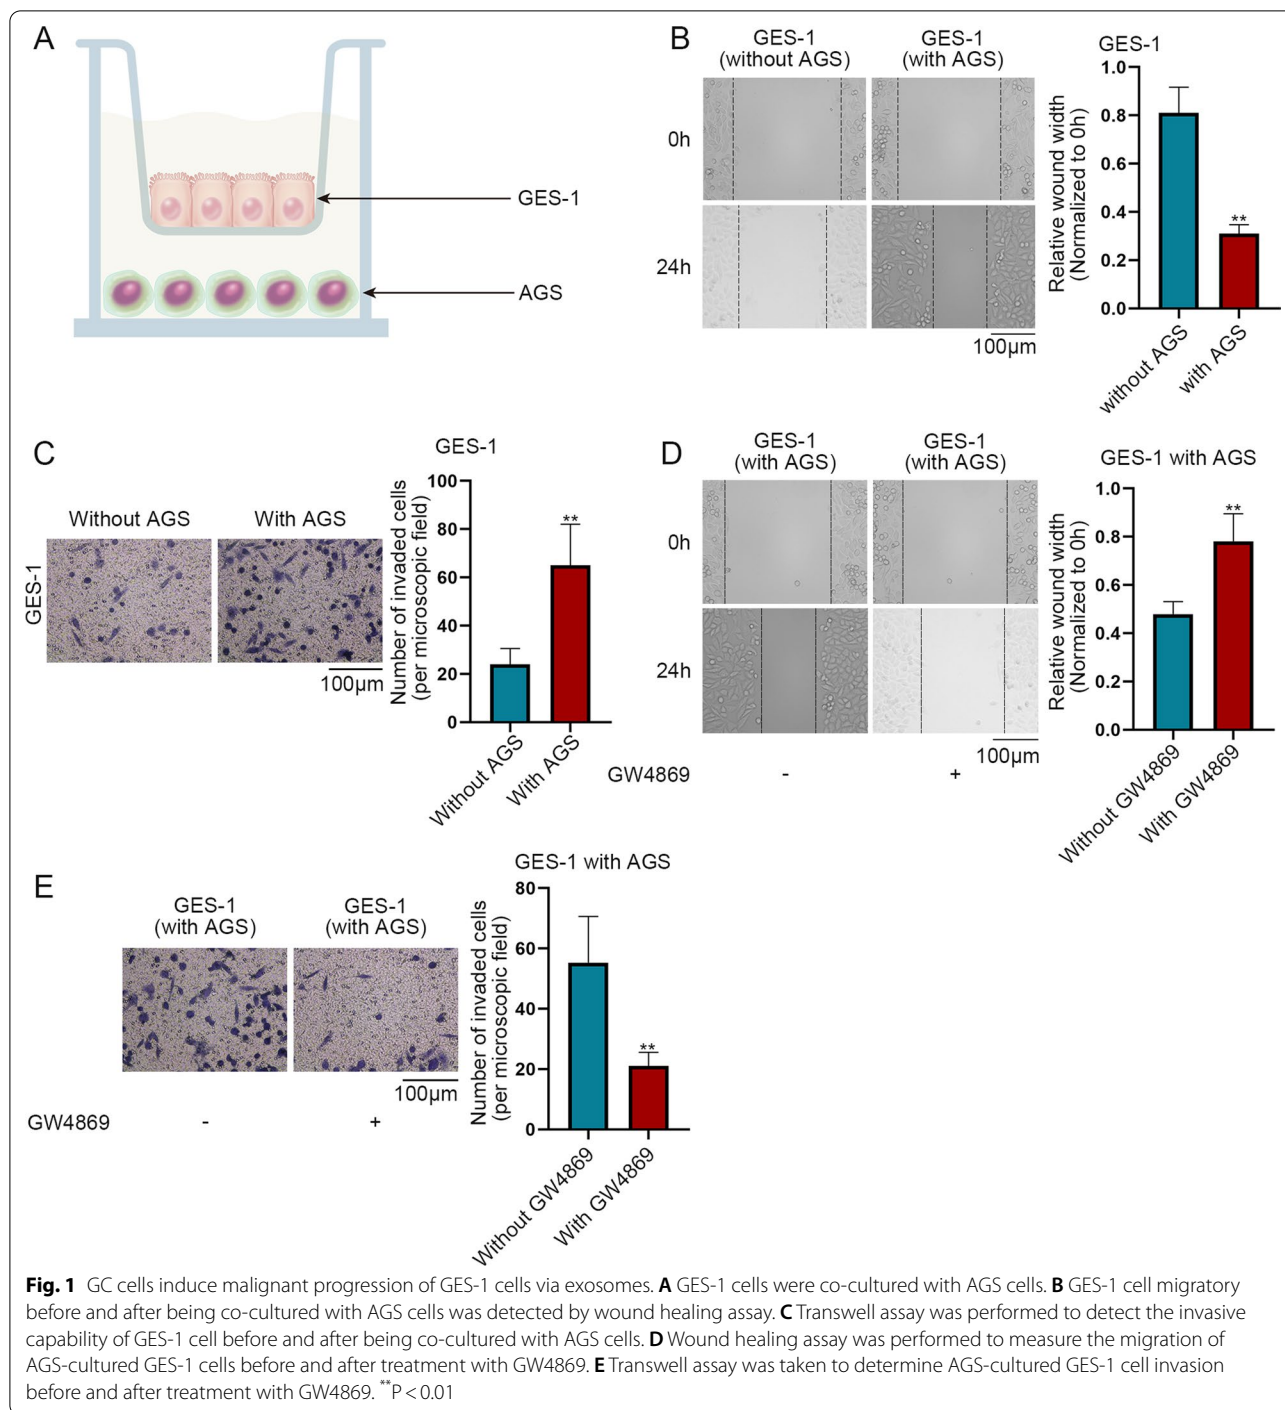 A
GES-1
AGS
B
GES-1
(without AGS)
GES-1
(with AGS)
0h
24h
100μm
GES-1
Relative wound width
(Normalized to 0h)
1.0
0.8
0.6
0.4
0.2
0.0
**
without AGS
with AGS
C
Without AGS
With AGS
GES-1
100μm
GES-1
Number of invaded cells
(per microscopic field)
100
80
60
40
20
0
**
Without AGS
With AGS
D
GES-1
(with AGS)
GES-1
(with AGS)
0h
24h
100μm
GW4869
-
+
GES-1 with AGS
Relative wound width
(Normalized to 0h)
1.0
0.8
0.6
0.4
0.2
0.0
**
Without GW4869
With GW4869
E
GES-1
(with AGS)
GES-1
(with AGS)
100μm
GW4869
-
+
GES-1 with AGS
Number of invaded cells
(per microscopic field)
80
60
40
20
0
**
Without GW4869
With GW4869
Fig. 1 GC cells induce malignant progression of GES-1 cells via exosomes. A GES-1 cells were co-cultured with AGS cells. B GES-1 cell migratory
before and after being co-cultured with AGS cells was detected by wound healing assay. C Transwell assay was performed to detect the invasive
capability of GES-1 cell before and after being co-cultured with AGS cells. D Wound healing assay was performed to measure the migration of
AGS-cultured GES-1 cells before and after treatment with GW4869. E Transwell assay was taken to determine AGS-cultured GES-1 cell invasion
before and after treatment with GW4869. **P < 0.01